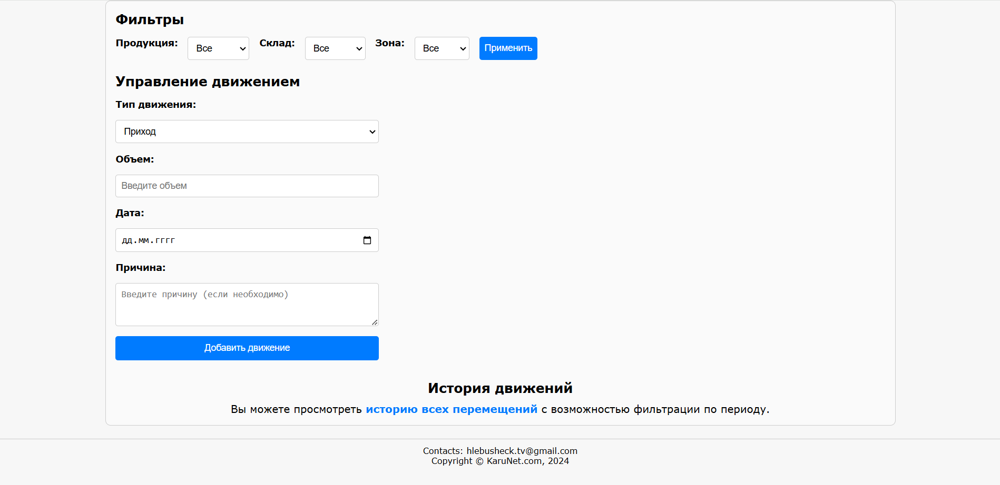 Фильтры
Продукция: Все Склад: Все Зона: Все Применить
Управление движением
Тип движения:
Приход
Объем:
Введите объем
Дата:
дд.мм.гггг
Причина:
Введите причину (если необходимо)
Добавить движение
История движений
Вы можете просмотреть историю всех перемещений с возможностью фильтрации по периоду.
Contacts: hlebusheck.tv@gmail.com
Copyright © KaruNet.com, 2024